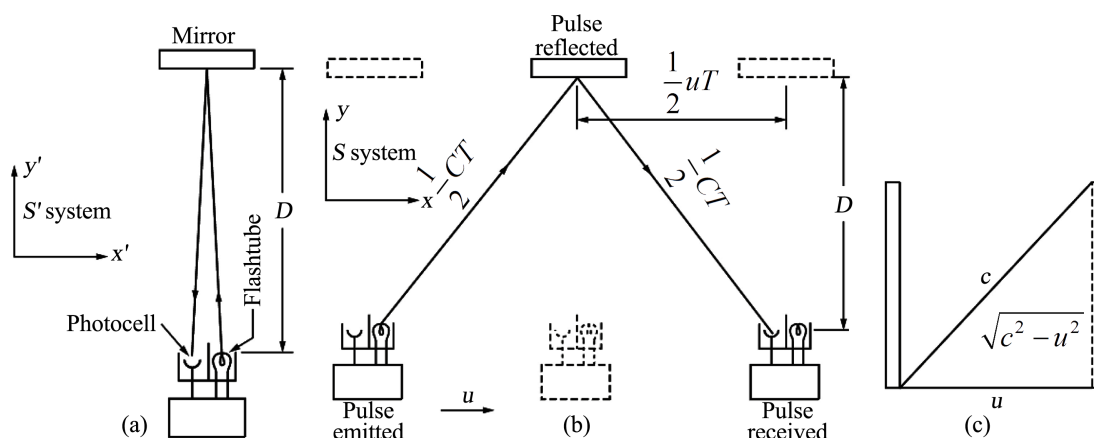 Mirror
D
y'
S' system
x'
Photocell
Flashtube
(a)
Pulse
reflected
1/2 uT
y
S system
x
1/2 CT
1/2 CT
D
Pulse
emitted
u
(b)
Pulse
received
c
√c² – u²
u
(c)